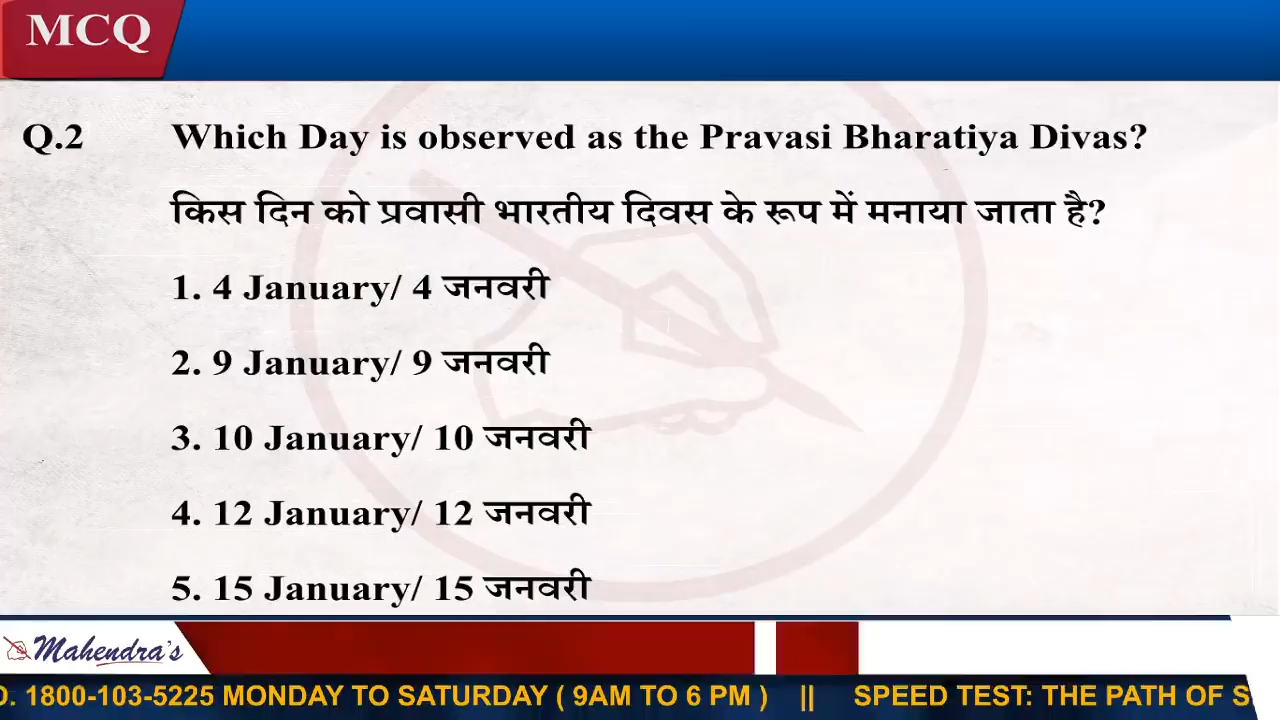 MCQ
Q.2 Which Day is observed as the Pravasi Bharatiya Divas?
किस दिन को प्रवासी भारतीय दिवस के रूप में मनाया जाता है?
1. 4 January/ 4 जनवरी
2. 9 January/ 9 जनवरी
3. 10 January/ 10 जनवरी
4. 12 January/ 12 जनवरी
5. 15 January/ 15 जनवरी
Mahendra's
O. 1800-103-5225 MONDAY TO SATURDAY ( 9AM TO 6 PM ) || SPEED TEST: THE PATH OF S